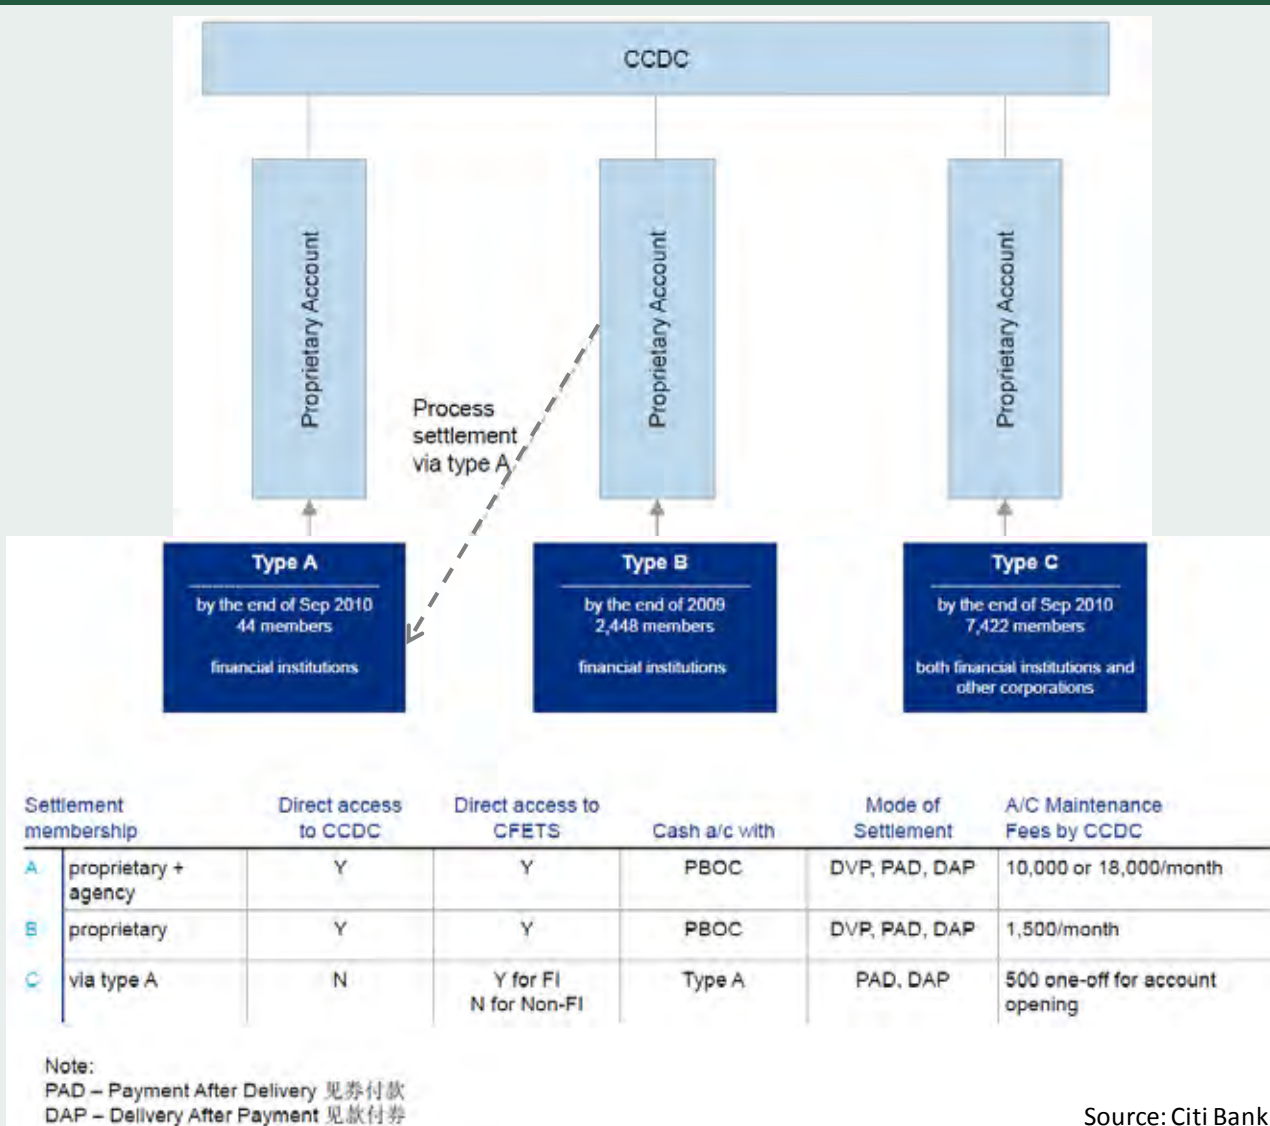 CCDC
Proprietary Account
Proprietary Account
Proprietary Account
Process
settlement
via type A
Type A
by the end of Sep 2010
44 members
financial institutions
Type B
by the end of 2009
2,448 members
financial institutions
Type C
by the end of Sep 2010
7,422 members
both financial institutions and
other corporations
Settlement
membership
Direct access
to CCDC
Direct access to
CFETS
Cash a/c with
Mode of
Settlement
A/C Maintenance
Fees by CCDC
A proprietary +
agency
Y
Y
PBOC
DVP, PAD, DAP
10,000 or 18,000/month
B proprietary
Y
Y
PBOC
DVP, PAD, DAP
1,500/month
C via type A
N
Y for FI
N for Non-FI
Type A
PAD, DAP
500 one-off for account
opening
Note:
PAD – Payment After Delivery 见券付款
DAP – Delivery After Payment 见款付券
Source: Citi Bank